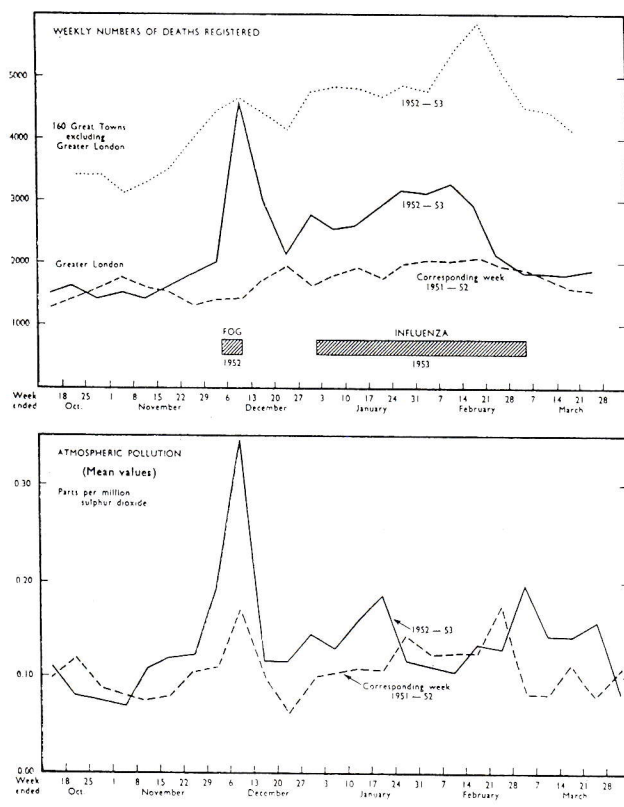 WEEKLY NUMBERS OF DEATHS REGISTERED
5000
4000
3000
2000
1000
160 Great Towns
excluding
Greater London
1952 — 53
1952 — 53
Greater London
Corresponding week
1951 — 52
FOG
1952
INFLUENZA
1953
Week
ended
18 25 1 8 15 22 29 6 13 20 27 3 10 17 24 31 7 14 21 28 7 14 21 28
Oct. November December January February March
ATMOSPHERIC POLLUTION
(Mean values)
Parts per million
sulphur dioxide
0.30
0.20
0.10
0.00
1952 — 53
Corresponding week
1951 — 52
Week
ended
18 25 1 8 15 22 29 6 13 20 27 3 10 17 24 31 7 14 21 28 7 14 21 28
Oct. November December January February March